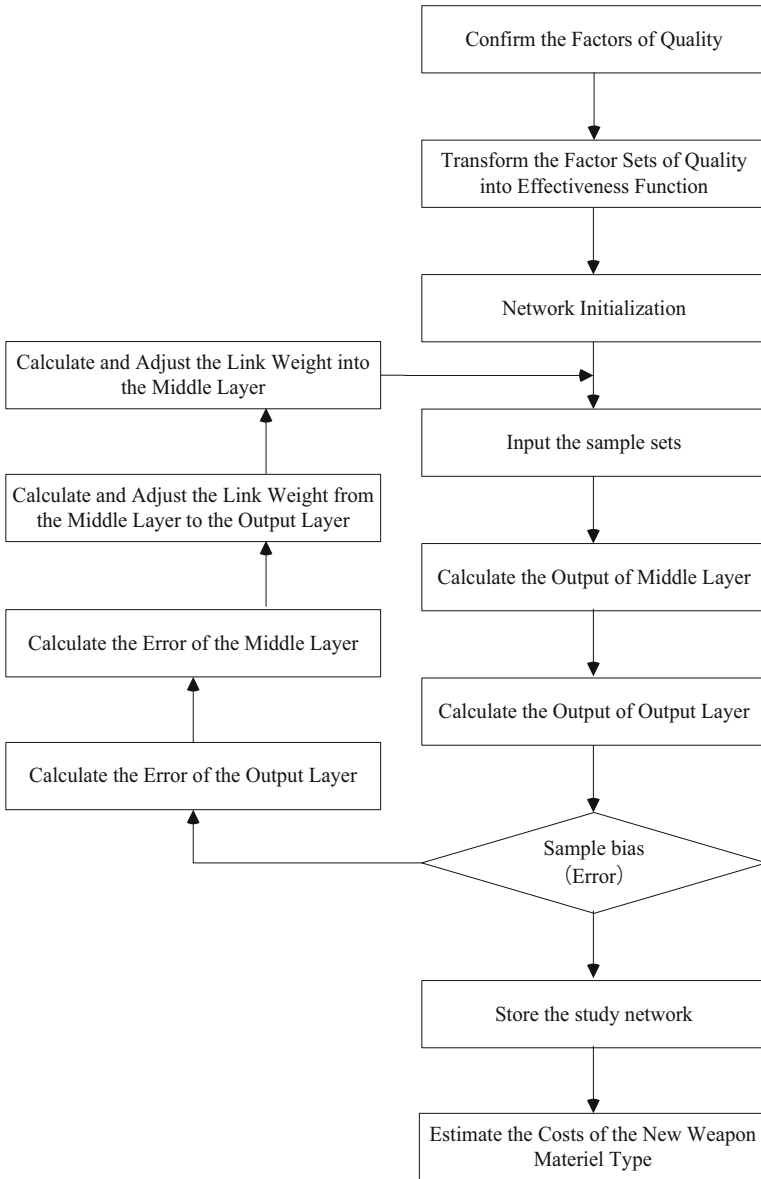 Confirm the Factors of Quality
Transform the Factor Sets of Quality
into Effectiveness Function
Network Initialization
Calculate and Adjust the Link Weight into
the Middle Layer
Input the sample sets
Calculate and Adjust the Link Weight from
the Middle Layer to the Output Layer
Calculate the Output of Middle Layer
Calculate the Error of the Middle Layer
Calculate the Output of Output Layer
Calculate the Error of the Output Layer
Sample bias
（Error）
Store the study network
Estimate the Costs of the New Weapon
Materiel Type